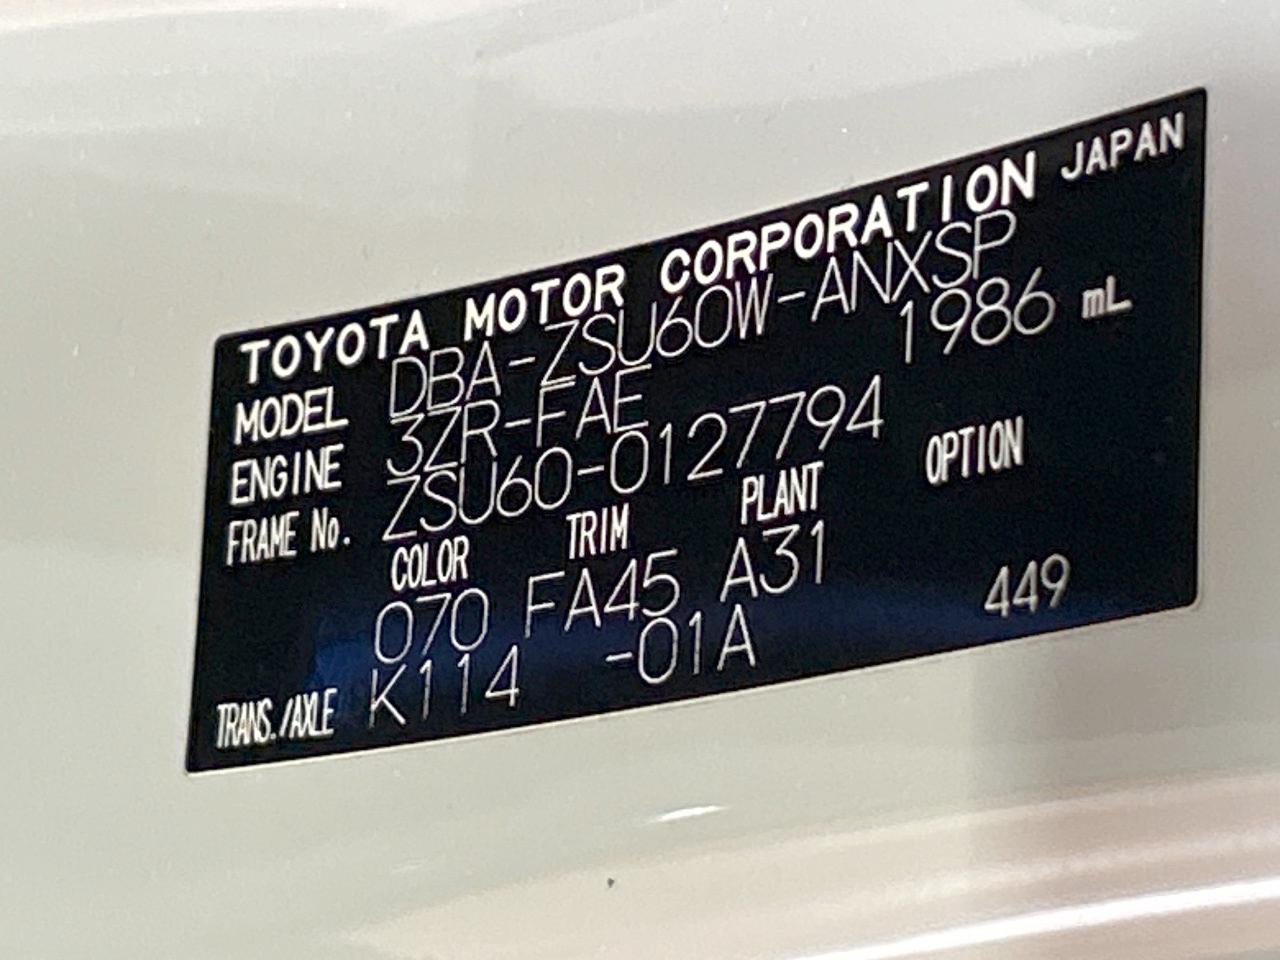 TOYOTA MOTOR CORPORATION JAPAN
MODEL DBA-ZSU60W-ANXSP
ENGINE 3ZR-FAE 1986 mL
FRAME No. ZSU60-0127794
COLOR TRIM PLANT OPTION
070 FA45 A31
TRANS./AXLE K114 -01A 449